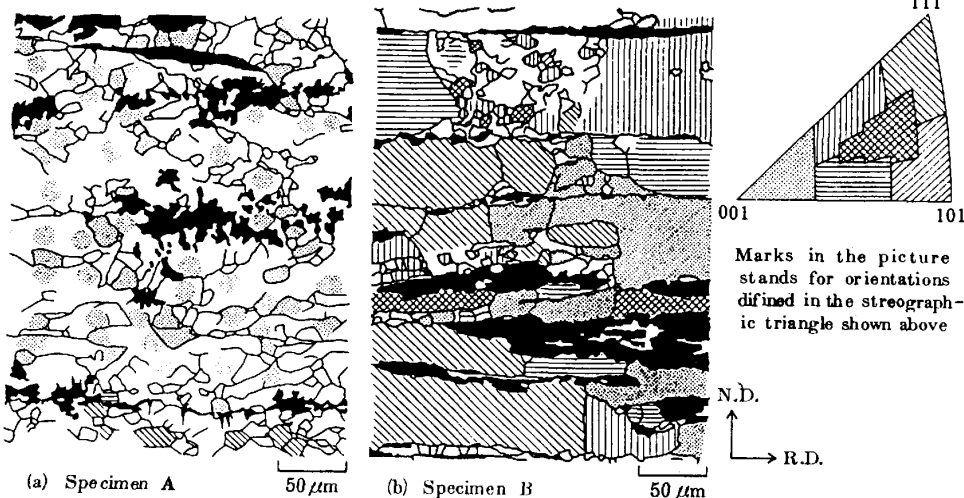 111
001
101
Marks in the picture
stands for orientations
difined in the streograph-
ic triangle shown above
N.D.
R.D.
(a) Specimen A
50 μm
(b) Specimen B
50 μm